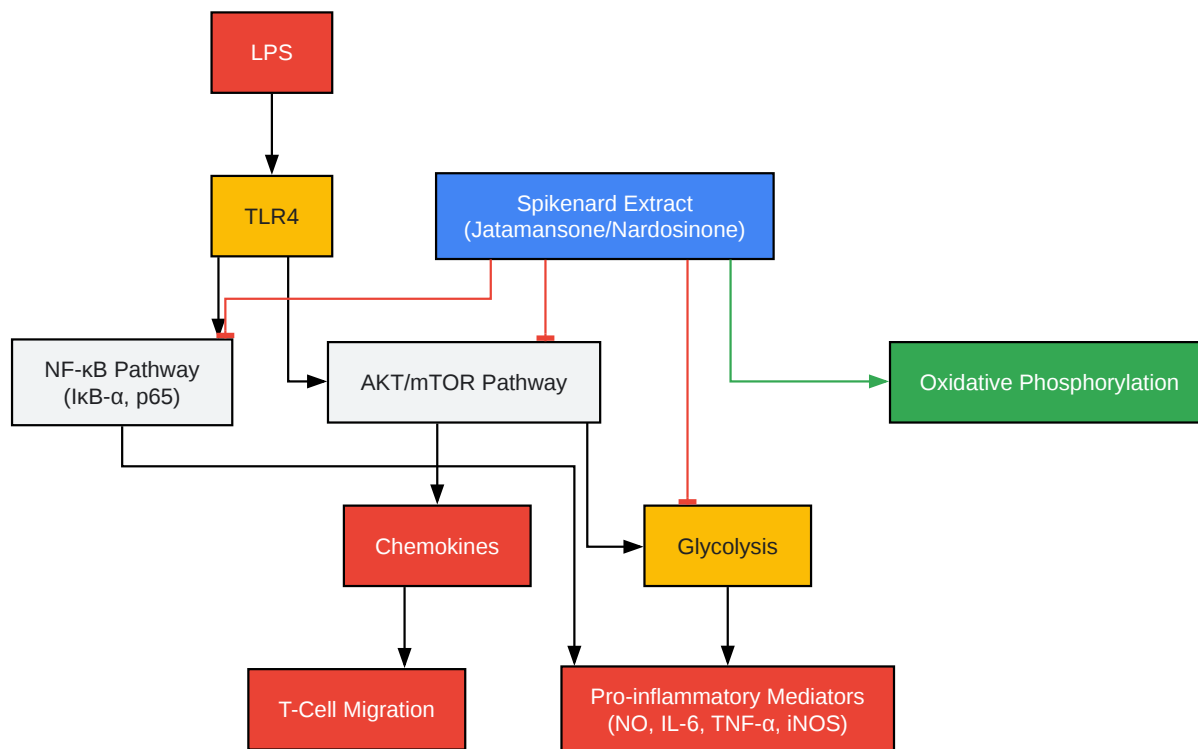 LPS
TLR4
Spikenard Extract
(Jatamansone/Nardosinone)
NF-κB Pathway
(IκB-α, p65)
AKT/mTOR Pathway
Oxidative Phosphorylation
Chemokines
Glycolysis
T-Cell Migration
Pro-inflammatory Mediators
(NO, IL-6, TNF-α, iNOS)